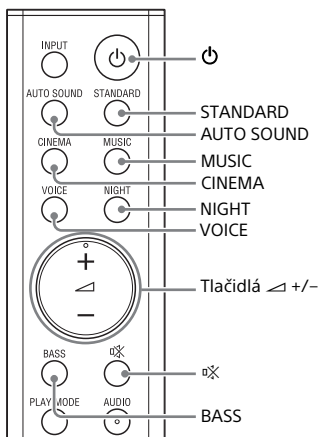 INPUT
⏻
AUTO SOUND STANDARD
STANDARD
AUTO SOUND
CINEMA MUSIC
MUSIC
CINEMA
VOICE NIGHT
NIGHT
VOICE
+
Tlačidlá ⊿ +/–
–
BASS
BASS
PLAY MODE AUDIO